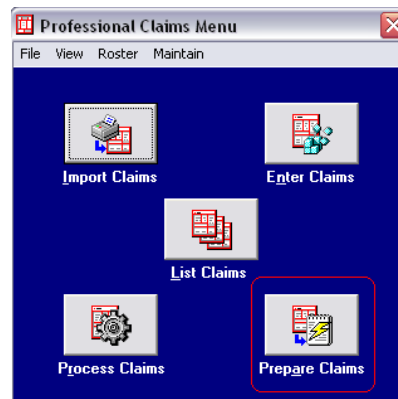 Professional Claims Menu
File View Roster Maintain
Import Claims
Enter Claims
List Claims
Process Claims
Prepare Claims